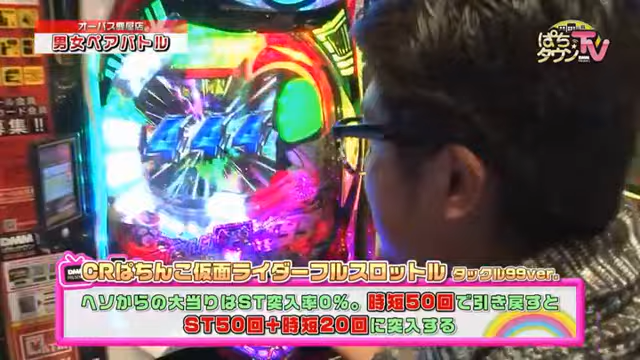 オーパス鹿屋店
男女ペアバトル
ぱち
タウンTV
444
DMM
CRぱちんこ仮面ライダーフルスロットル タックル99ver.
ヘソからの大当りはST突入率0%。時短50回で引き戻すと
ST50回+時短20回に突入する